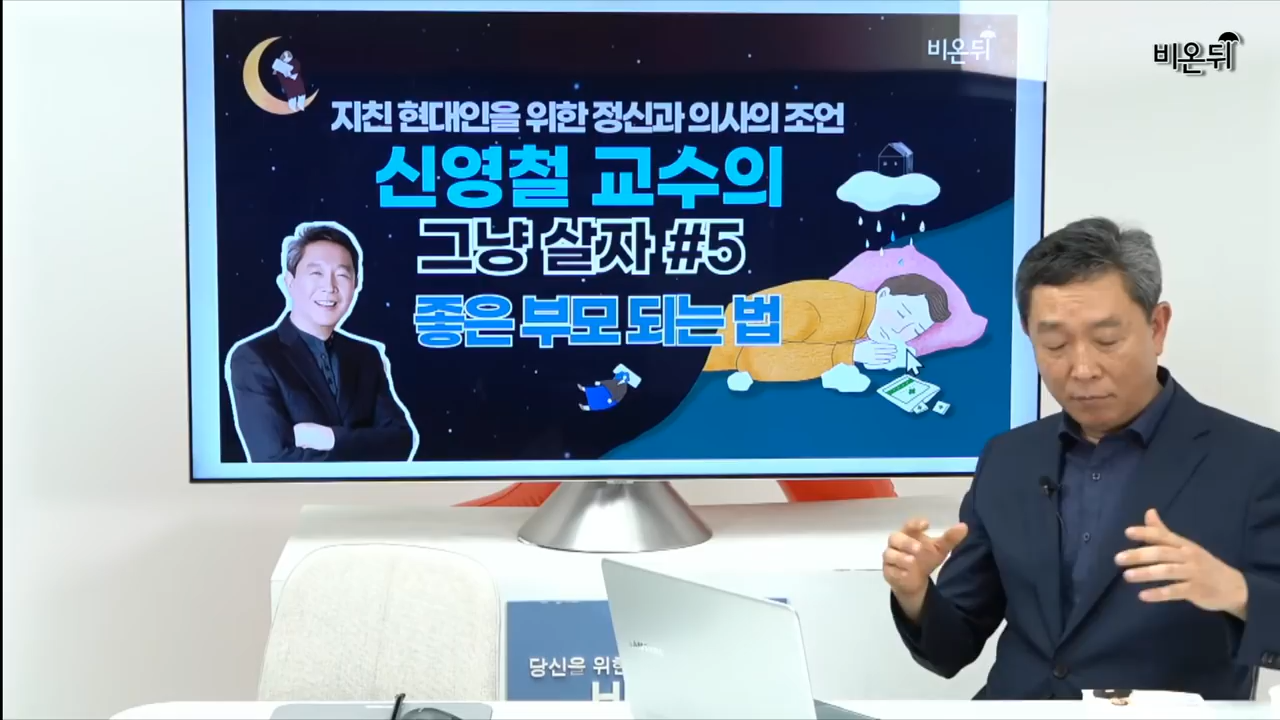 비온뒤
비온뒤
지친 현대인을 위한 정신과 의사의 조언
신영철 교수의
그냥 살자 #5
좋은 부모 되는 법
당신을 위한